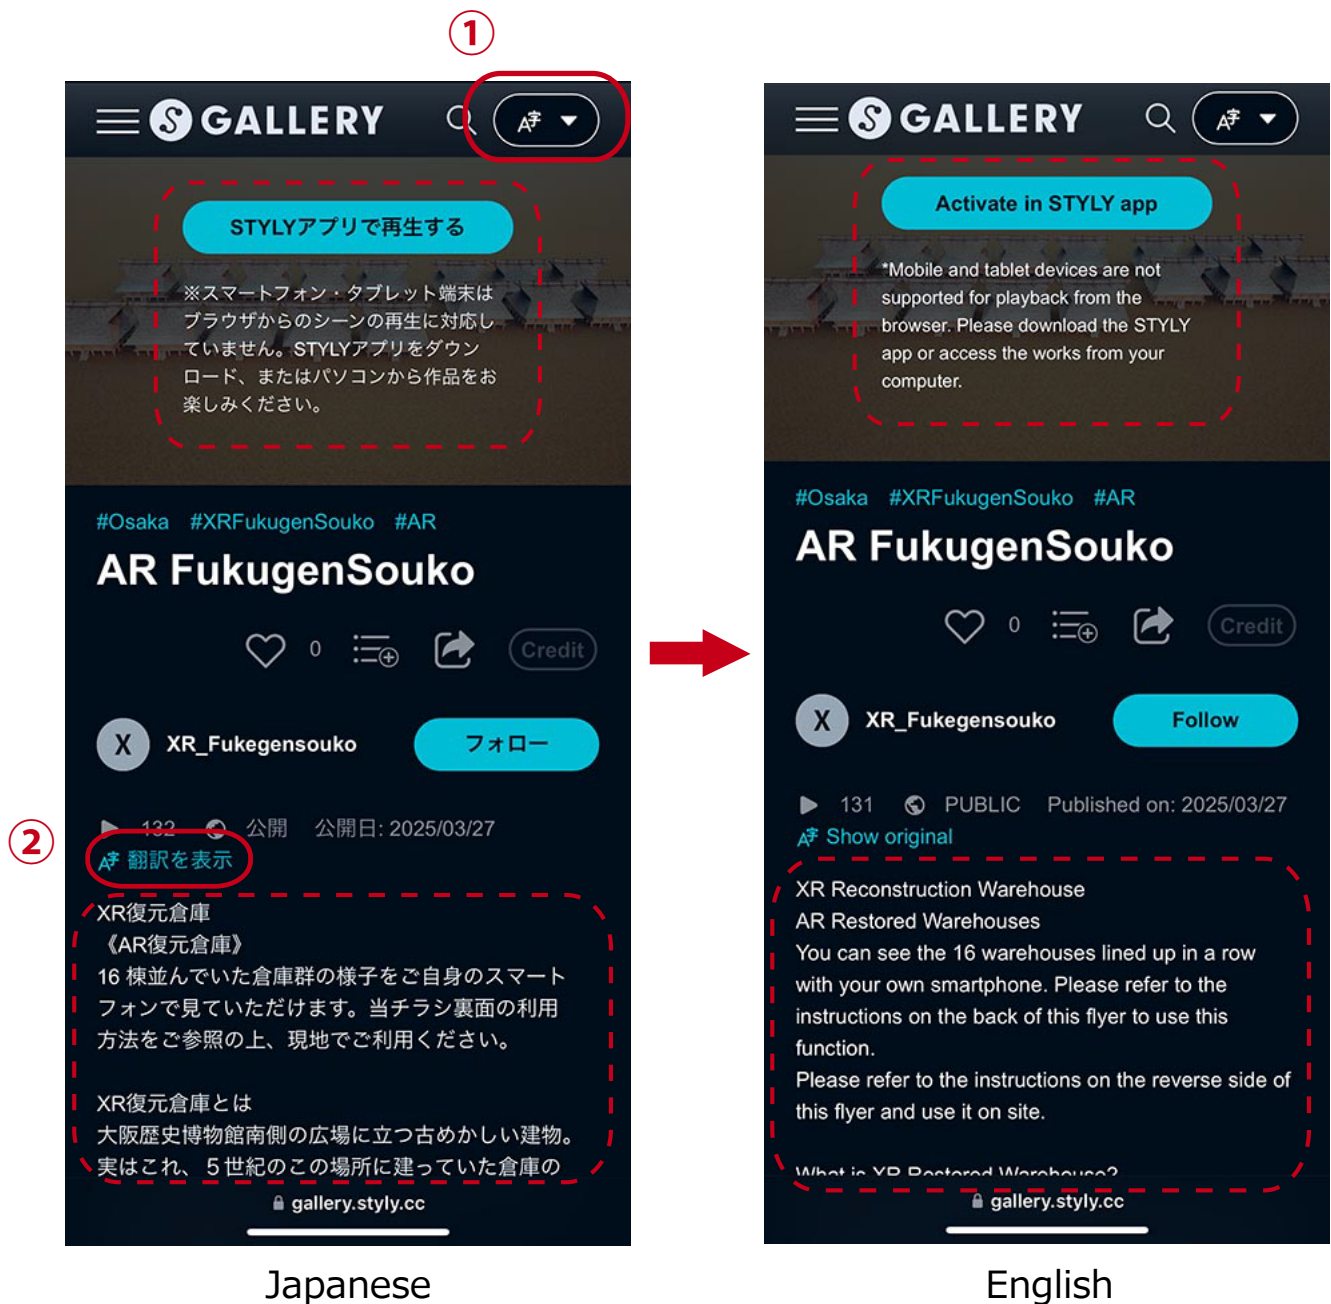 ①
GALLERY
A字
STYLYアプリで再生する
※スマートフォン・タブレット端末は
ブラウザからのシーンの再生に対応し
ていません。STYLYアプリをダウン
ロード、またはパソコンから作品をお
楽しみください。
#Osaka #XRFukugenSouko #AR
AR FukugenSouko
0 Credit
X XR_Fukegensouko フォロー
132 公開 公開日: 2025/03/27
②
A字 翻訳を表示
XR復元倉庫
《AR復元倉庫》
16 棟並んでいた倉庫群の様子をご自身のスマート
フォンで見ていただけます。当チラシ裏面の利用
方法をご参照の上、現地でご利用ください。
XR復元倉庫とは
大阪歴史博物館南側の広場に立つ古めかしい建物。
実はこれ、５世紀のこの場所に建っていた倉庫の
gallery.styly.cc
Japanese
S GALLERY
A字
Activate in STYLY app
*Mobile and tablet devices are not
supported for playback from the
browser. Please download the STYLY
app or access the works from your
computer.
#Osaka #XRFukugenSouko #AR
AR FukugenSouko
0 Credit
X XR_Fukegensouko Follow
131 PUBLIC Published on: 2025/03/27
A字 Show original
XR Reconstruction Warehouse
AR Restored Warehouses
You can see the 16 warehouses lined up in a row
with your own smartphone. Please refer to the
instructions on the back of this flyer to use this
function.
Please refer to the instructions on the reverse side of
this flyer and use it on site.
What is XR Restored Warehouse?
gallery.styly.cc
English